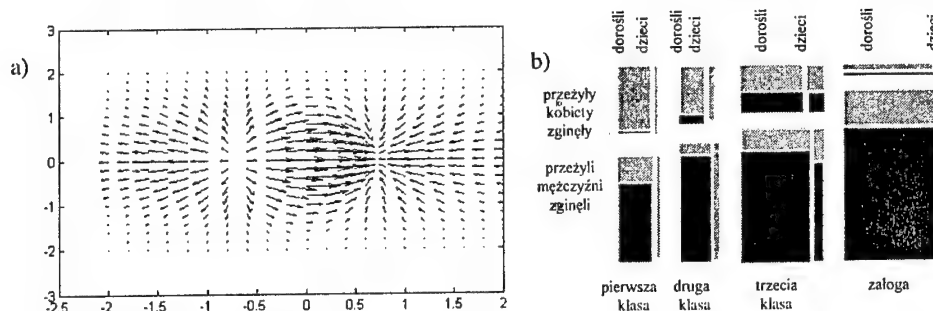 a)
3
2
1
0
-1
-2
-3
-2.5 -2 -1.5 -1 -0.5 0 0.5 1 1.5 2
b)
dorośli dzieci dorośli dzieci dorośli dzieci dorośli
przeżyły
kobiety
zginęły
przeżyli
mężczyźni
zginęli
pierwsza klasa
druga klasa
trzecia klasa
załoga